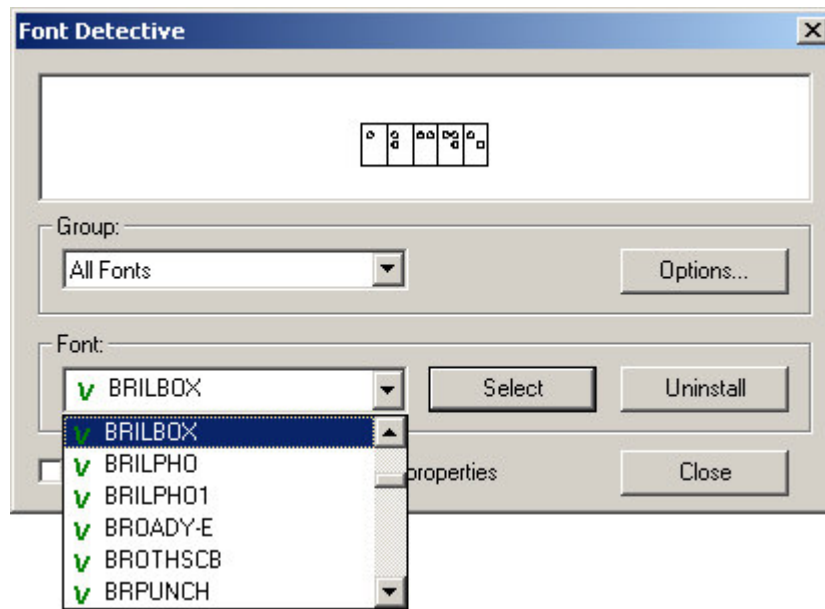 Font Detective
Group:
All Fonts
Options...
Font:
V BRILBOX
Select
Uninstall
V BRILBOX
V BRILPHO
V BRILPHO1
V BROADY-E
V BROTHSCB
V BRPUNCH
properties
Close